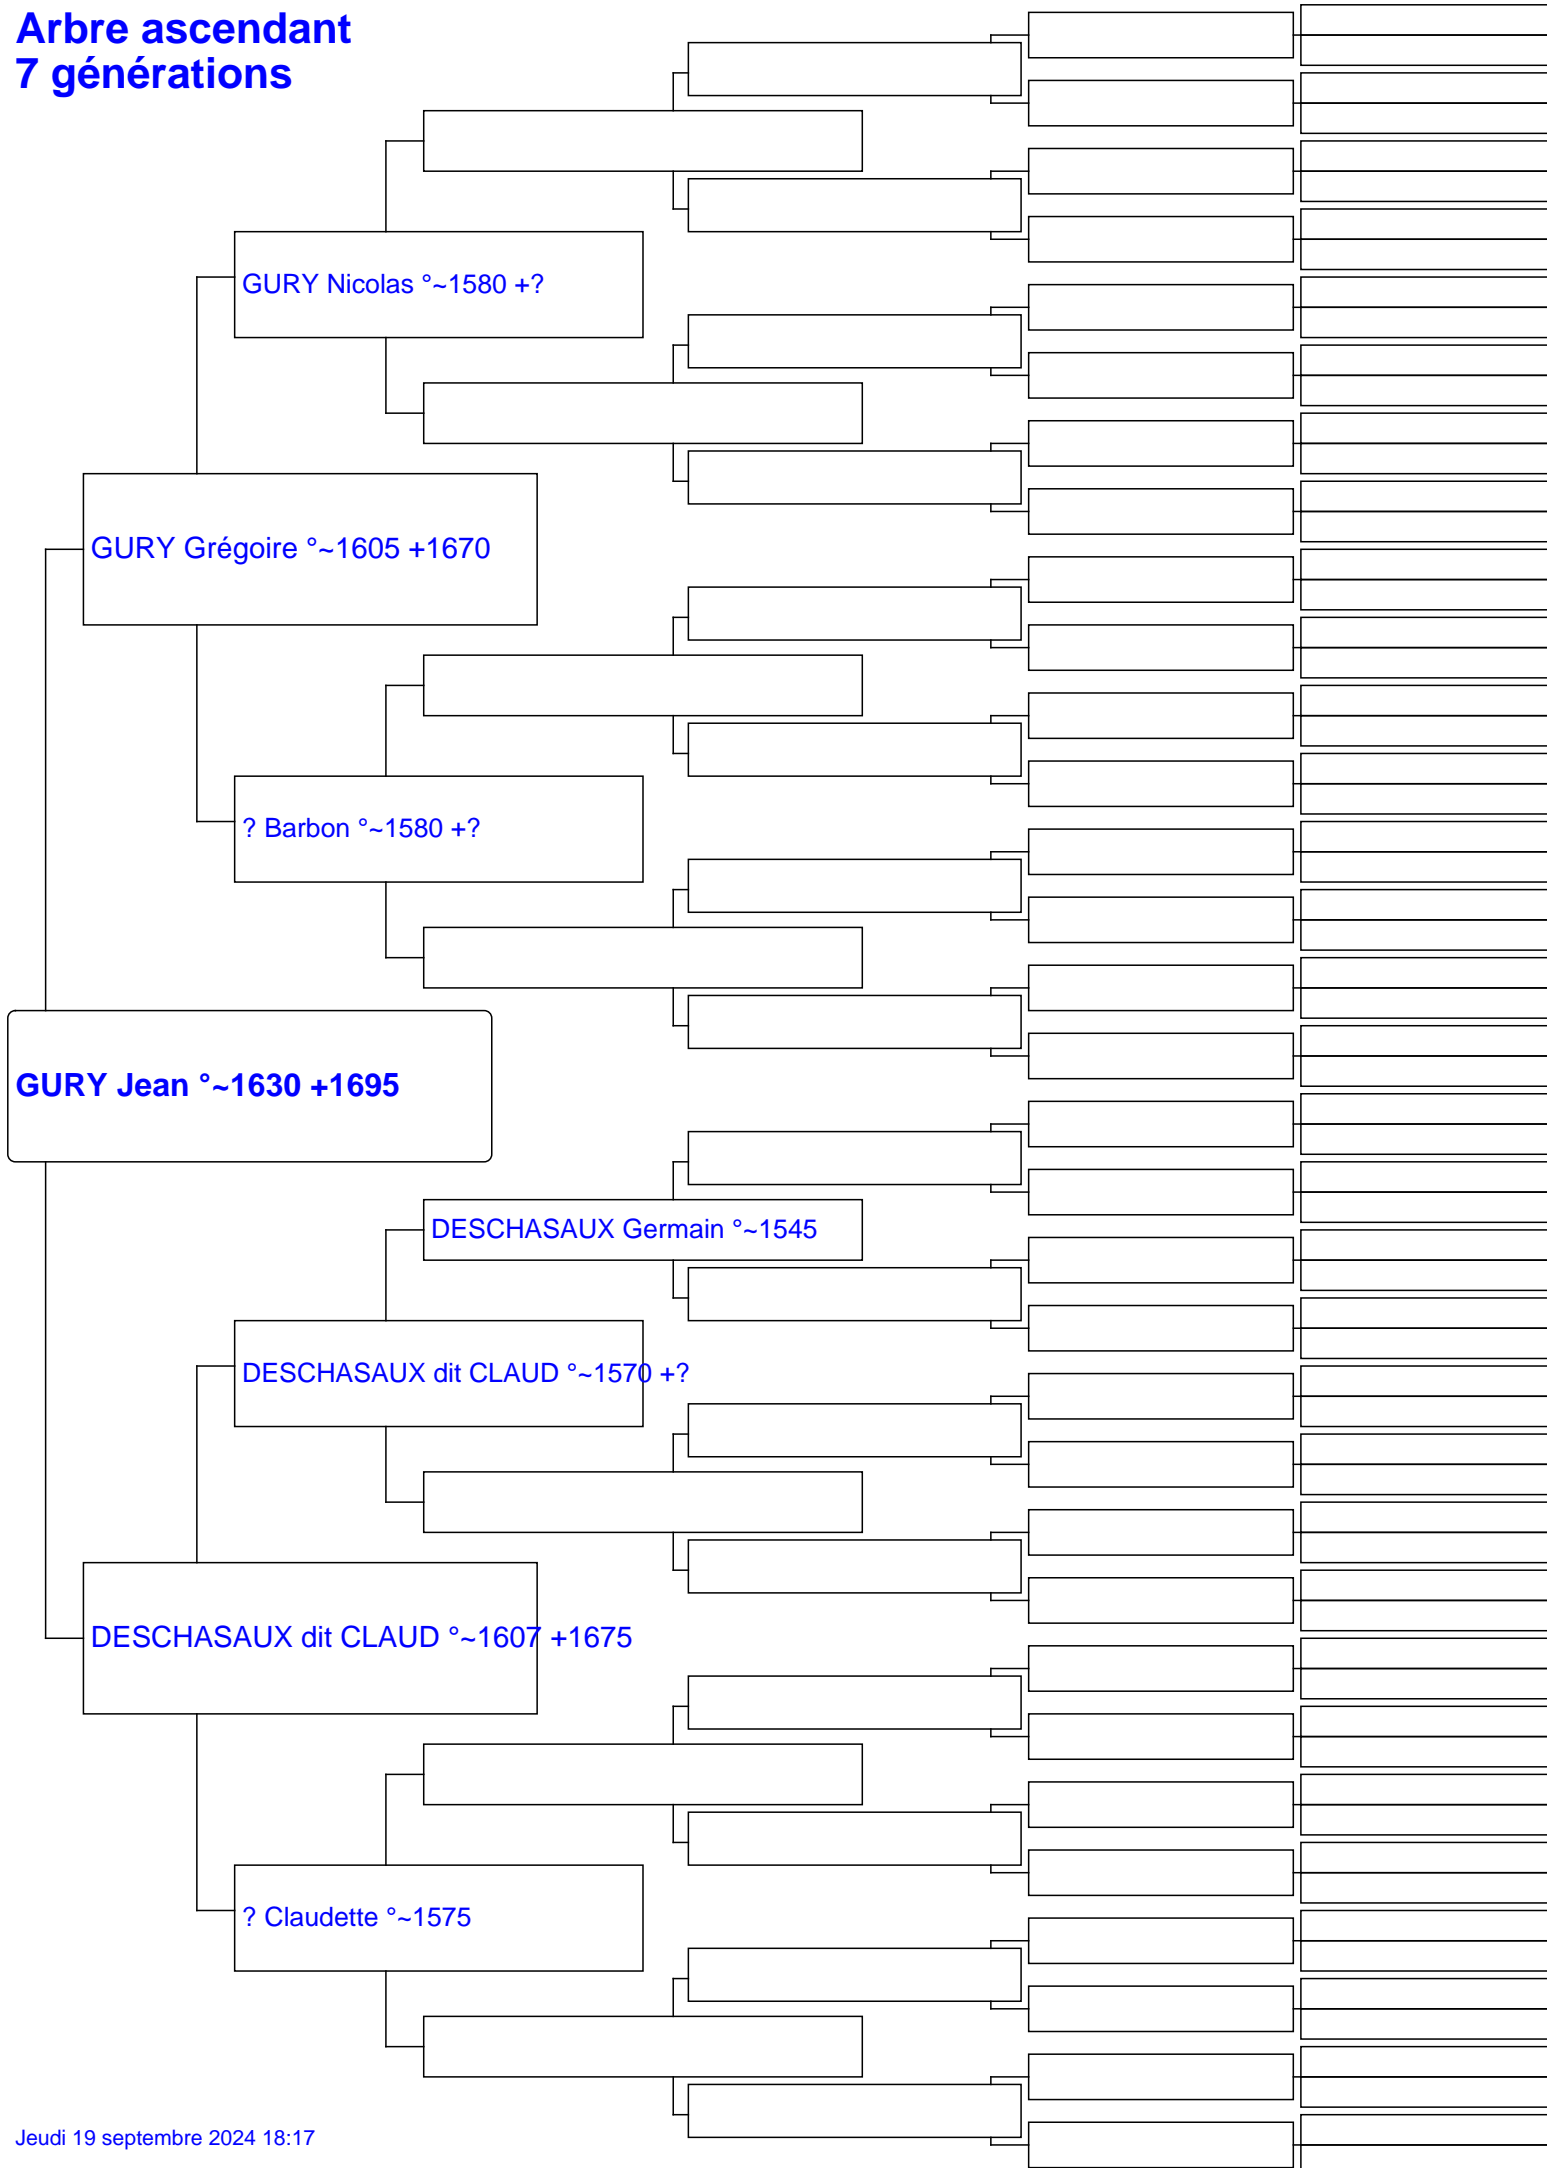 Arbre ascendant
7 générations
GURY Nicolas °~1580 +?
GURY Grégoire °~1605 +1670
? Barbon °~1580 +?
GURY Jean °~1630 +1695
DESCHASAUX Germain °~1545
DESCHASAUX dit CLAUD °~1570 +?
DESCHASAUX dit CLAUD °~1607 +1675
? Claudette °~1575
Jeudi 19 septembre 2024 18:17